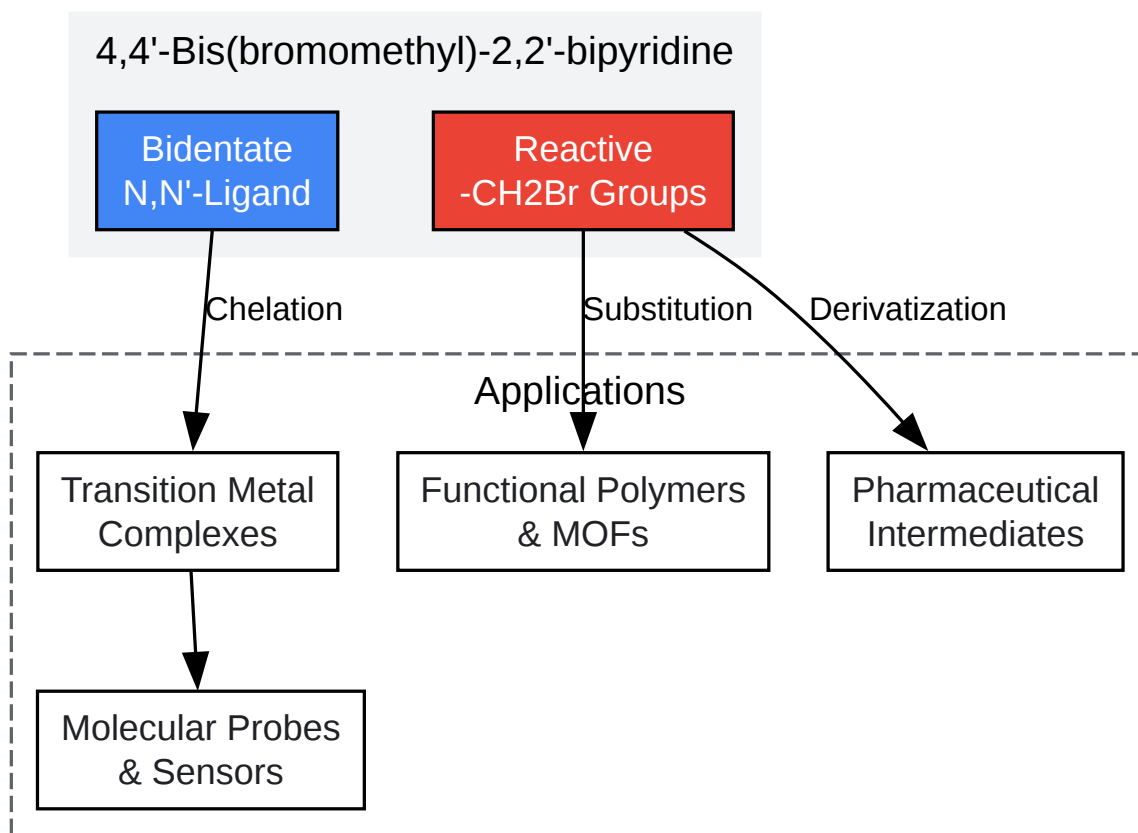 4,4'-Bis(bromomethyl)-2,2'-bipyridine
Bidentate
N,N'-Ligand
Reactive
-CH2Br Groups
Chelation
Substitution
Derivatization
Applications
Transition Metal
Complexes
Functional Polymers
& MOFs
Pharmaceutical
Intermediates
Molecular Probes
& Sensors